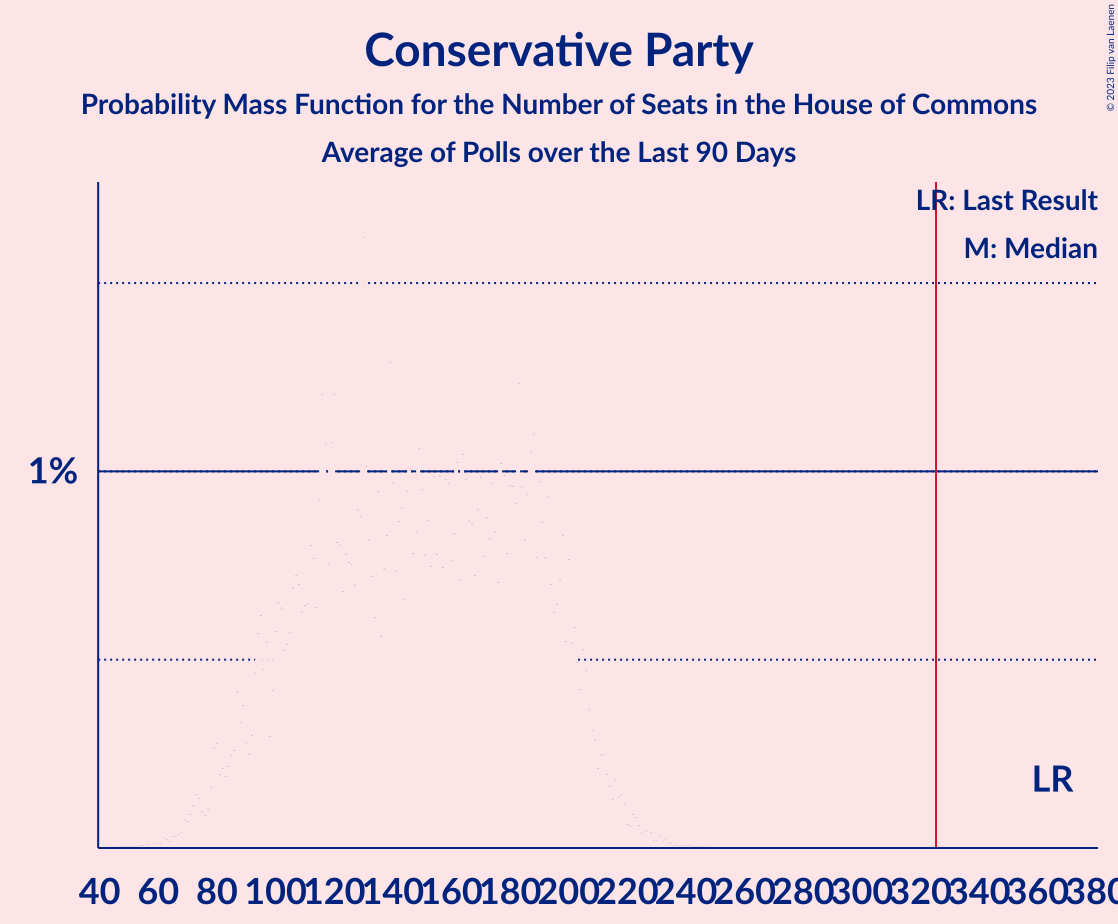 Conservative Party
Probability Mass Function for the Number of Seats in the House of Commons
Average of Polls over the Last 90 Days
© 2023 Filip van Laenen
LR: Last Result
M: Median
1%
LR
40 60 80 100 120 140 160 180 200 220 240 260 280 300 320 340 360 380